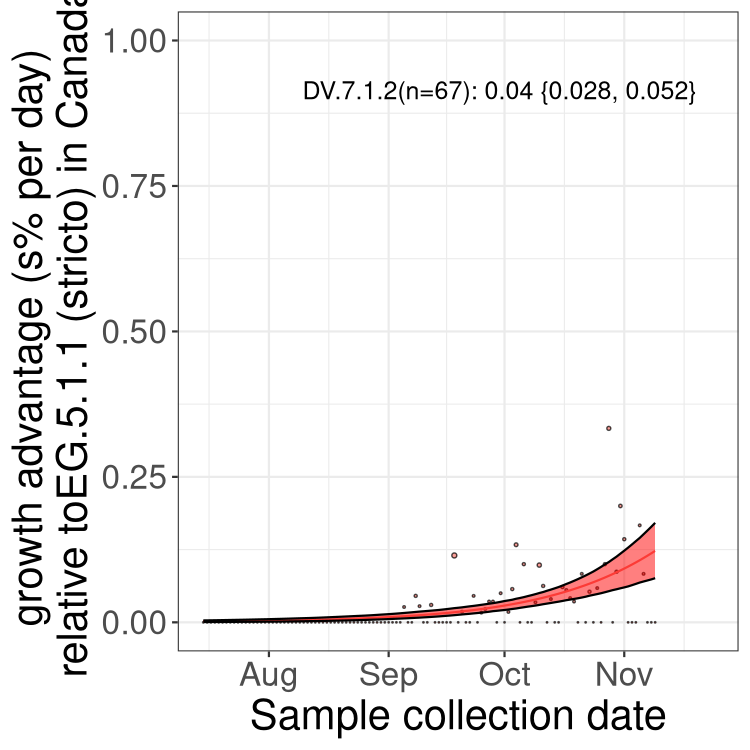 growth advantage (s% per day)
relative toEG.5.1.1 (stricto) in Canada
1.00
0.75
0.50
0.25
0.00
DV.7.1.2(n=67): 0.04 {0.028, 0.052}
Aug Sep Oct Nov
Sample collection date